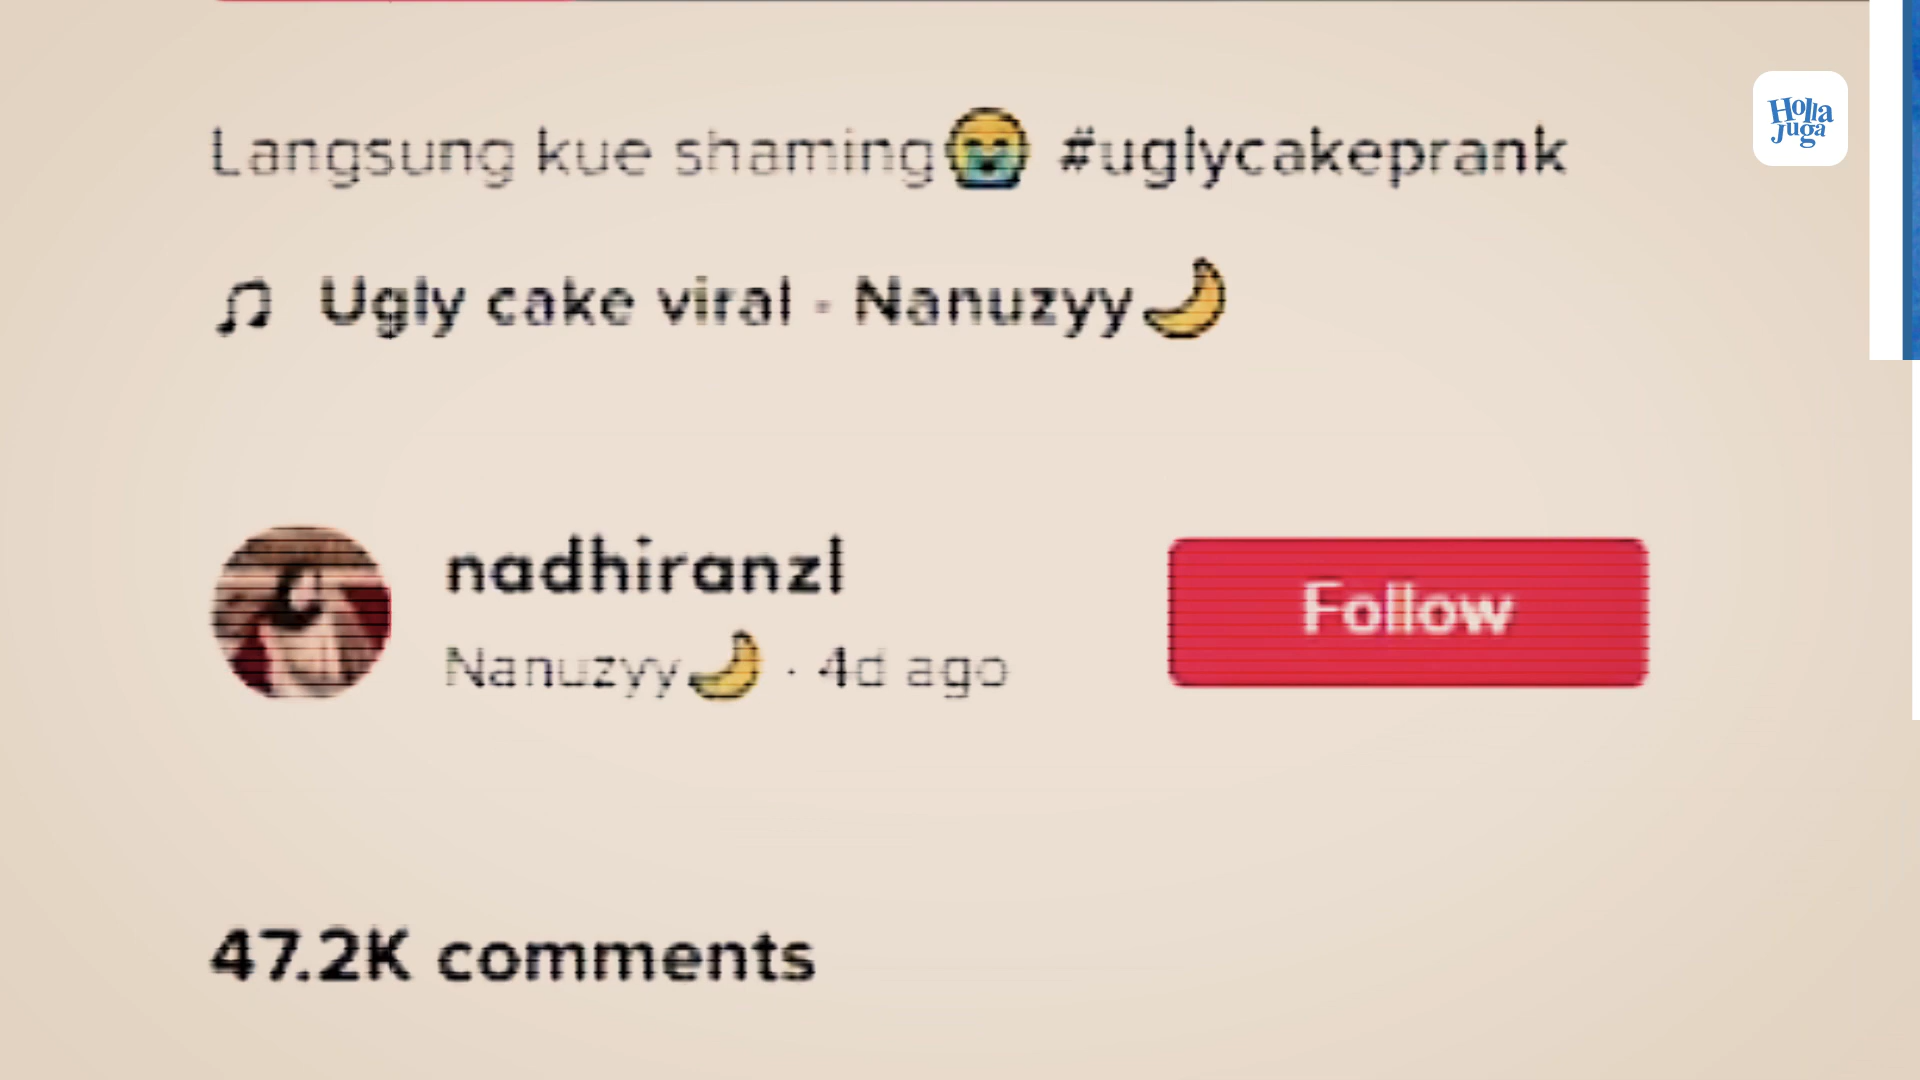 Langsung kue shaming😭 #uglycakeprank
♫ Ugly cake viral - Nanuzyy🌙
nadhiranzl
Nanuzyy🌙 · 4d ago
Follow
47.2K comments
Holla
Juga